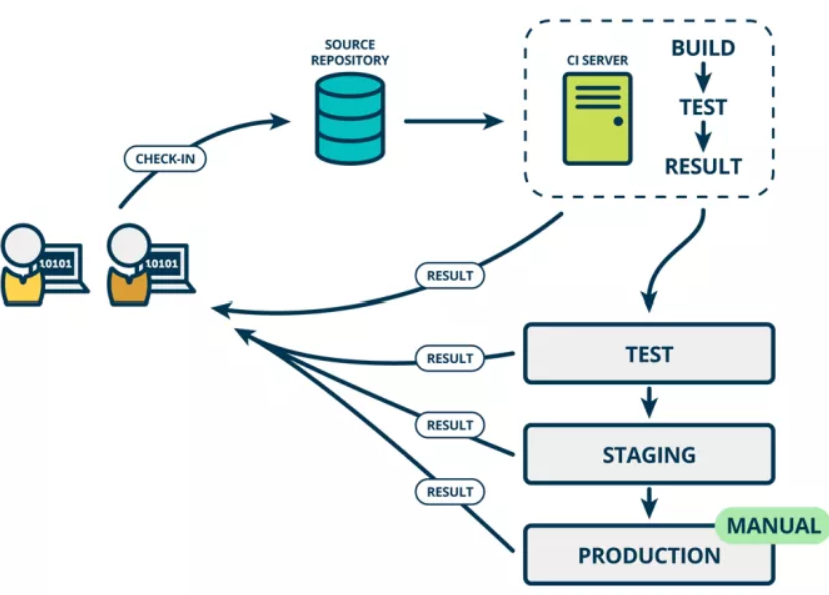 SOURCE
REPOSITORY
CI SERVER
BUILD
TEST
RESULT
CHECK-IN
10101
10101
RESULT
RESULT
TEST
RESULT
STAGING
RESULT
MANUAL
PRODUCTION